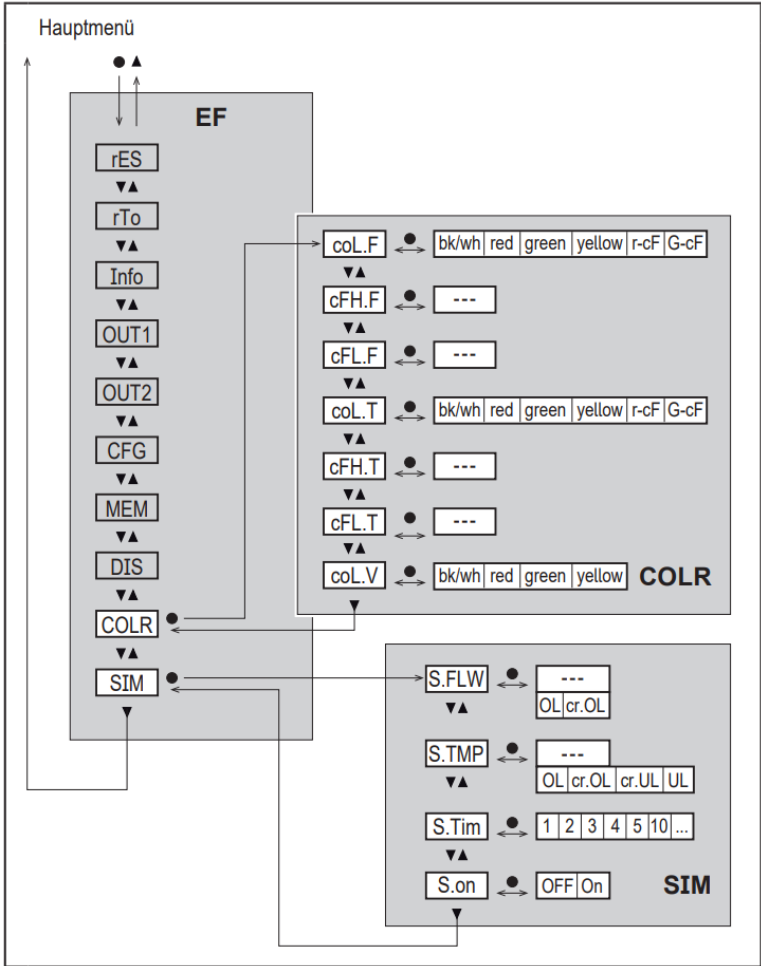 Hauptmenü
EF
rES
rTo
Info
OUT1
OUT2
CFG
MEM
DIS
COLR
SIM
coL.F bk/wh red green yellow r-cF G-cF
cFH.F ---
cFL.F ---
coL.T bk/wh red green yellow r-cF G-cF
cFH.T ---
cFL.T ---
coL.V bk/wh red green yellow COLR
S.FLW ---
OL cr.OL
S.TMP ---
OL cr.OL cr.UL UL
S.Tim 1 2 3 4 5 10 ...
S.on OFF On SIM